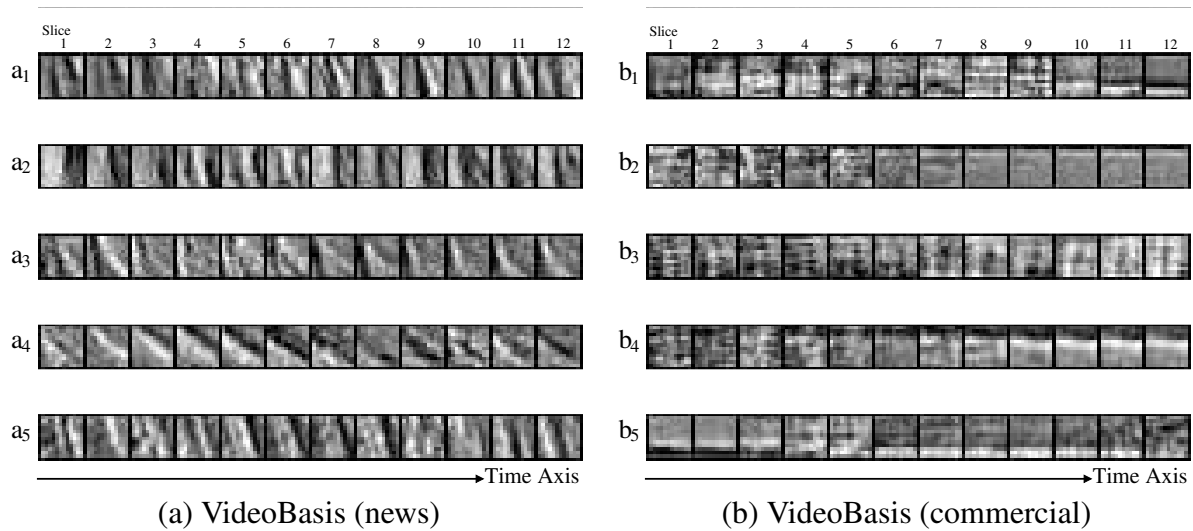 Slice
1 2 3 4 5 6 7 8 9 10 11 12
a1
a2
a3
a4
a5
Time Axis
(a) VideoBasis (news)
Slice
1 2 3 4 5 6 7 8 9 10 11 12
b1
b2
b3
b4
b5
Time Axis
(b) VideoBasis (commercial)